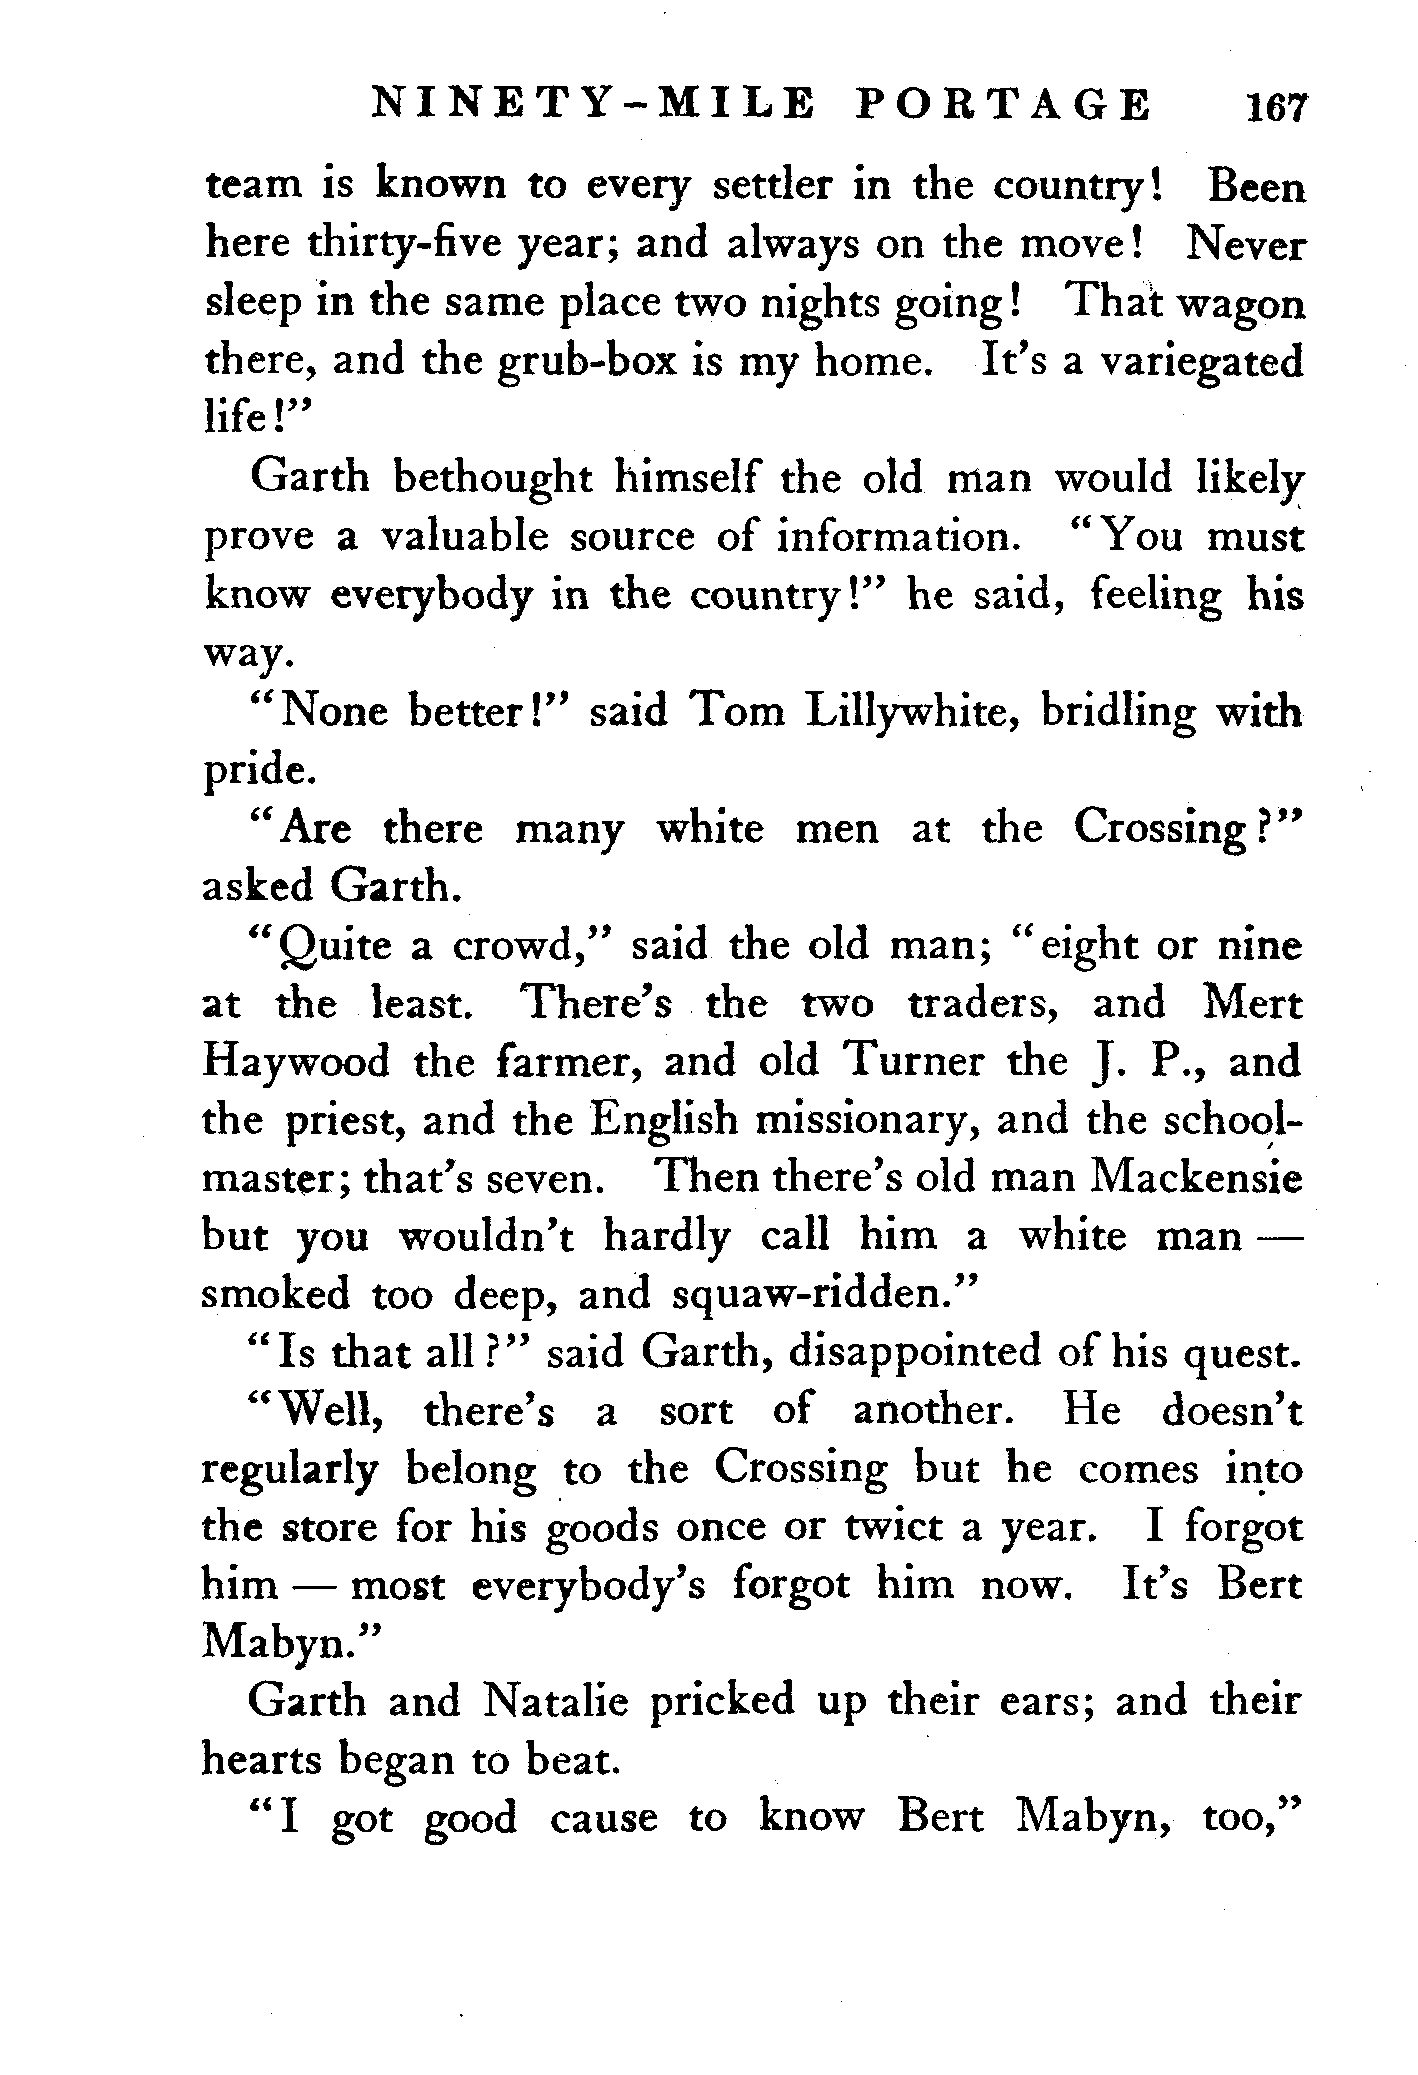 NINETY-MILE PORTAGE 167
team is known to every settler in the country! Been
here thirty-five year; and always on the move! Never
sleep in the same place two nights going! That wagon
there, and the grub-box is my home. It's a variegated
life!"
Garth bethought himself the old man would likely
prove a valuable source of information. "You must
know everybody in the country!" he said, feeling his
way.
"None better!" said Tom Lillywhite, bridling with
pride.
"Are there many white men at the Crossing?"
asked Garth.
"Quite a crowd," said the old man; "eight or nine
at the least. There's the two traders, and Mert
Haywood the farmer, and old Turner the J. P., and
the priest, and the English missionary, and the school-
master; that's seven. Then there's old man Mackensie
but you wouldn't hardly call him a white man —
smoked too deep, and squaw-ridden."
"Is that all?" said Garth, disappointed of his quest.
"Well, there's a sort of another. He doesn't
regularly belong to the Crossing but he comes into
the store for his goods once or twict a year. I forgot
him — most everybody's forgot him now. It's Bert
Mabyn."
Garth and Natalie pricked up their ears; and their
hearts began to beat.
"I got good cause to know Bert Mabyn, too,"